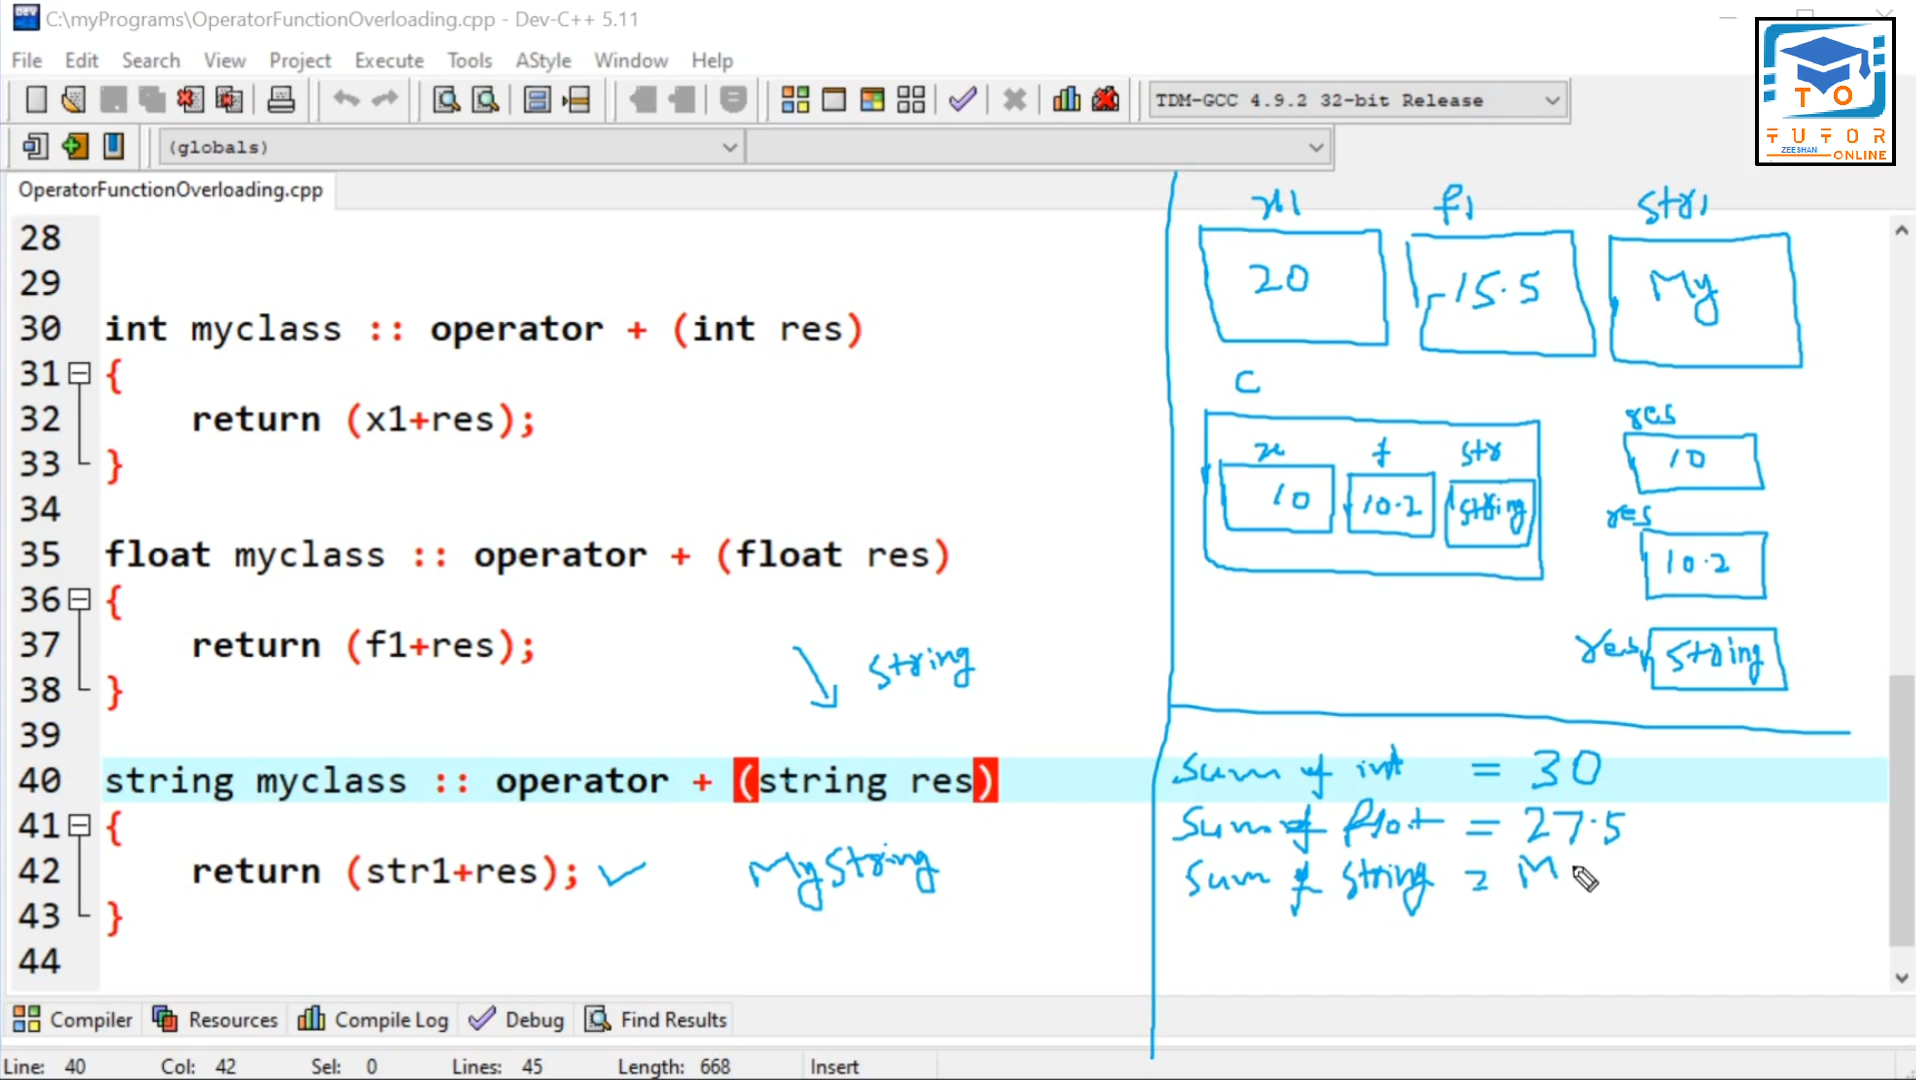 C:\myPrograms\OperatorFunctionOverloading.cpp - Dev-C++ 5.11
File Edit Search View Project Execute Tools AStyle Window Help
TDM-GCC 4.9.2 32-bit Release
(globals)
TO
TUTOR
ZEESHAN
ONLINE
OperatorFunctionOverloading.cpp
28
29
30 int myclass :: operator + (int res)
31 {
32 return (x1+res);
33 }
34
35 float myclass :: operator + (float res)
36 {
37 return (f1+res);
38 }
39
40 string myclass :: operator + (string res)
41 {
42 return (str1+res);
43 }
44
string
My string
x1 f1 str1
20 15.5 My
c
x f str
10 10.2 string
res
10
res
10.2
res string
Sum of int = 30
Sum of flot = 27.5
Sum of string = M
Compiler Resources Compile Log Debug Find Results
Line: 40 Col: 42 Sel: 0 Lines: 45 Length: 668 Insert